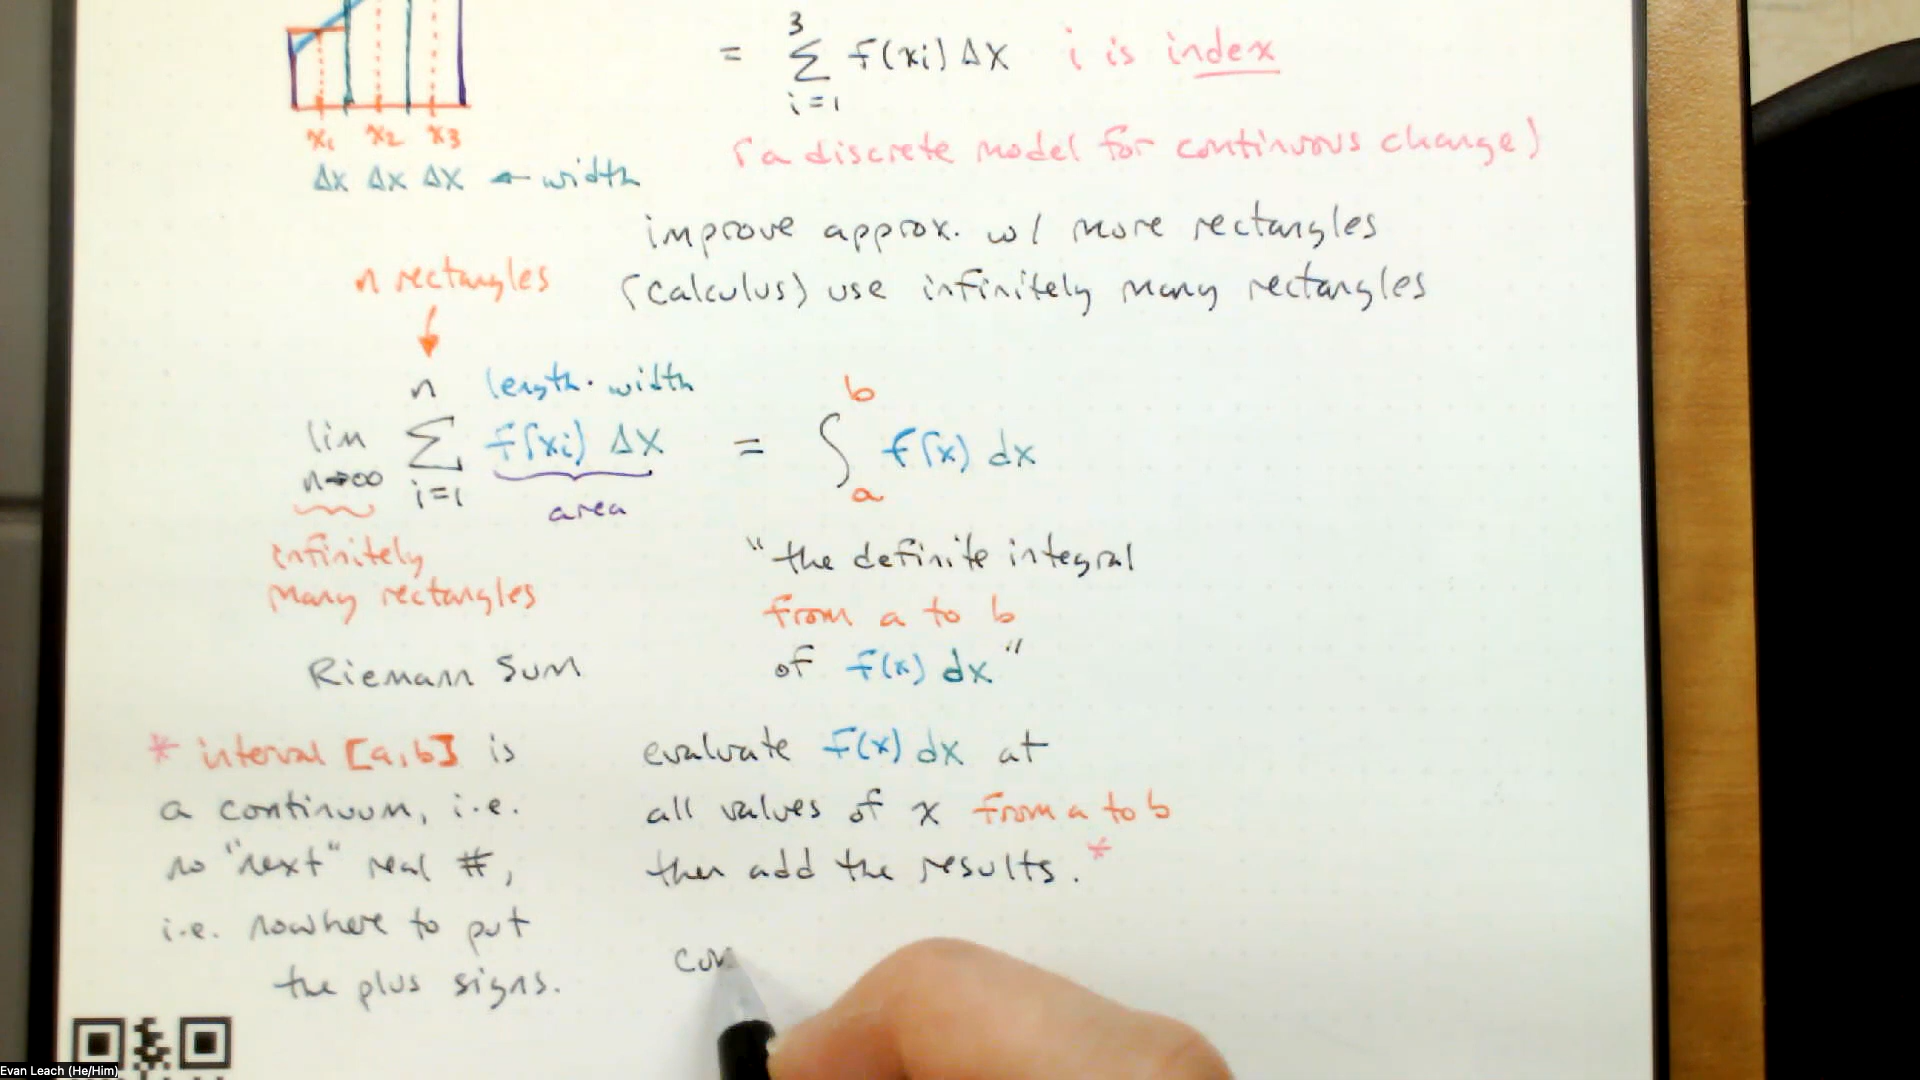 = 3 Σ i=1 f(xi) Δx i is index
x1 x2 x3
(a discrete model for continuous change)
Δx Δx Δx ← width
improve approx. w/ more rectangles
n rectangles
(calculus) use infinitely many rectangles
n length · width
lim n→∞ Σ i=1 f(xi) Δx = ∫ b a f(x) dx
area
infinitely
many rectangles
"the definite integral
from a to b
of f(x) dx"
Riemann Sum
* interval [a,b] is
a continuum, i.e.
no "next" real #,
i.e. nowhere to put
the plus signs.
evaluate f(x) dx at
all values of x from a to b
then add the results. *
Evan Leach (He/Him)